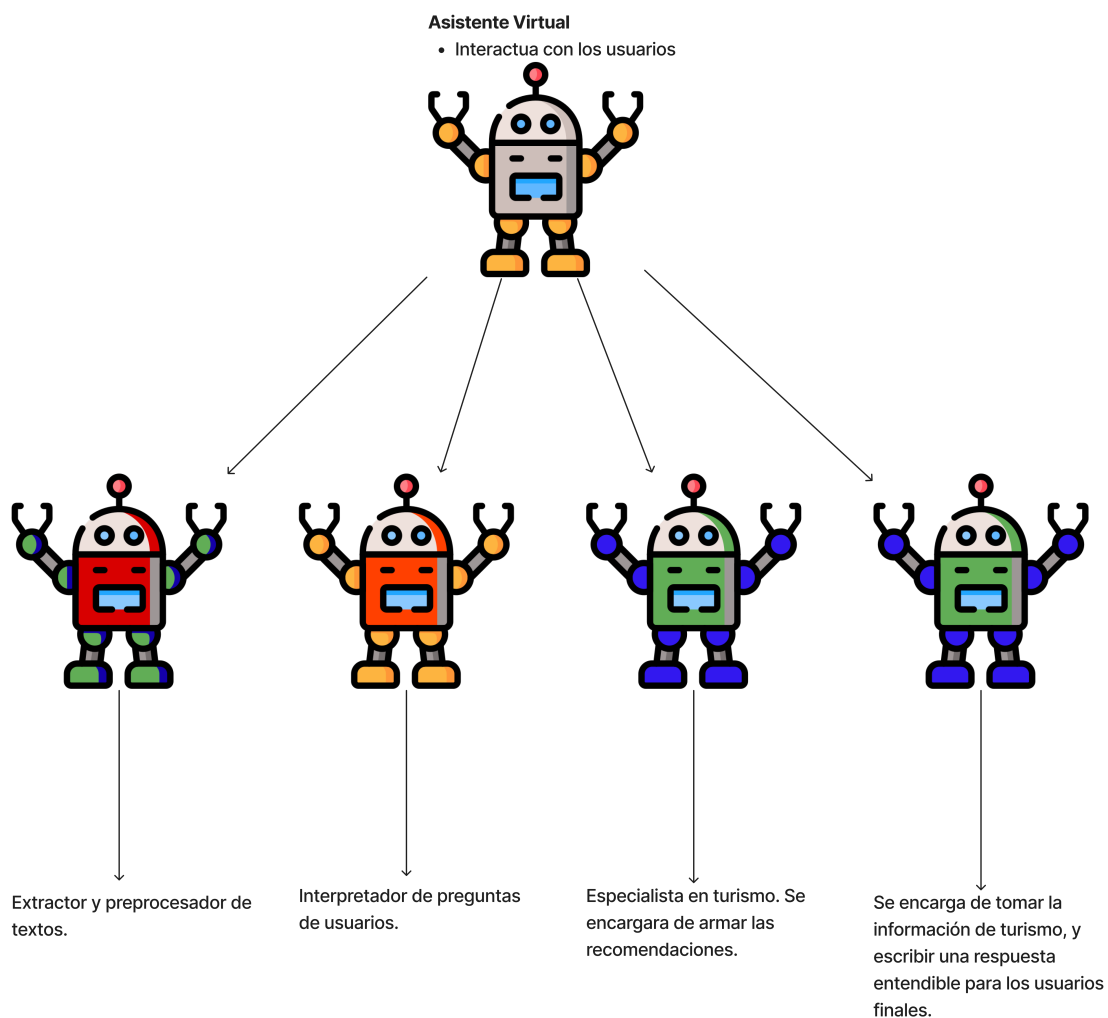 Asistente Virtual
• Interactua con los usuarios
Extractor y preprocesador de
textos.
Interpretador de preguntas
de usuarios.
Especialista en turismo. Se
encargara de armar las
recomendaciones.
Se encarga de tomar la
información de turismo, y
escribir una respuesta
entendible para los usuarios
finales.